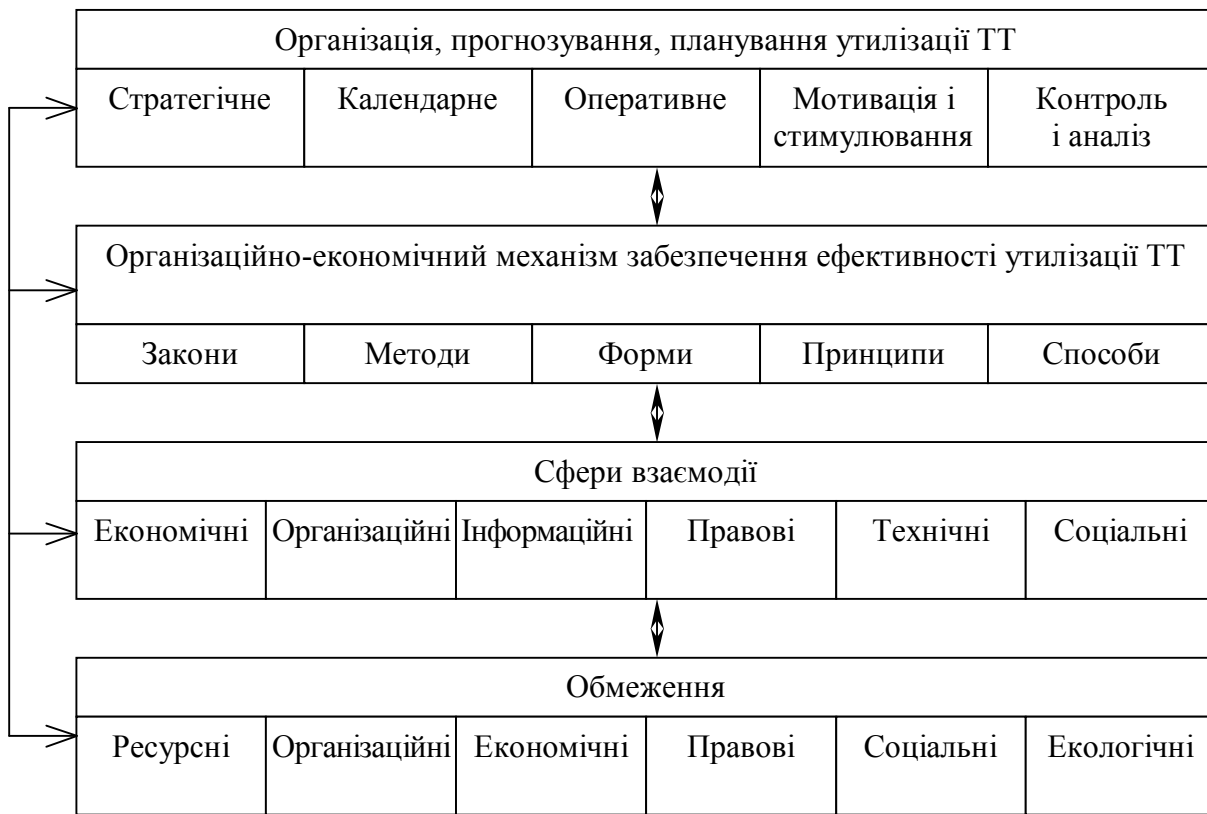 Організація, прогнозування, планування утилізації ТТ
Стратегічне Календарне Оперативне Мотивація і стимулювання Контроль і аналіз
Організаційно-економічний механізм забезпечення ефективності утилізації ТТ
Закони Методи Форми Принципи Способи
Сфери взаємодії
Економічні Організаційні Інформаційні Правові Технічні Соціальні
Обмеження
Ресурсні Організаційні Економічні Правові Соціальні Екологічні